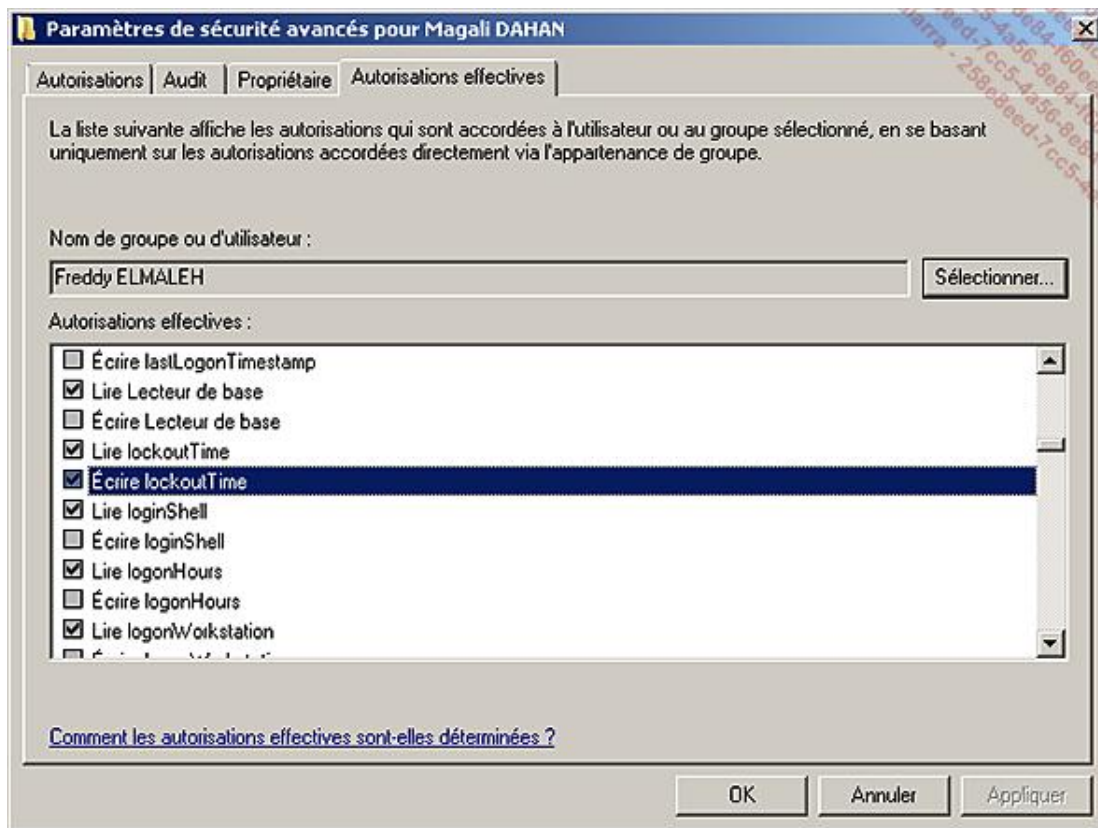 Paramètres de sécurité avancés pour Magali DAHAN
Autorisations
Audit
Propriétaire
Autorisations effectives
La liste suivante affiche les autorisations qui sont accordées à l'utilisateur ou au groupe sélectionné, en se basant
uniquement sur les autorisations accordées directement via l'appartenance de groupe.
Nom de groupe ou d'utilisateur :
Freddy ELMALEH
Sélectionner...
Autorisations effectives :
Écrire lastLogonTimestamp
Lire Lecteur de base
Écrire Lecteur de base
Lire lockoutTime
Écrire lockoutTime
Lire loginShell
Écrire loginShell
Lire logonHours
Écrire logonHours
Lire logonWorkstation
Comment les autorisations effectives sont-elles déterminées ?
OK
Annuler
Appliquer